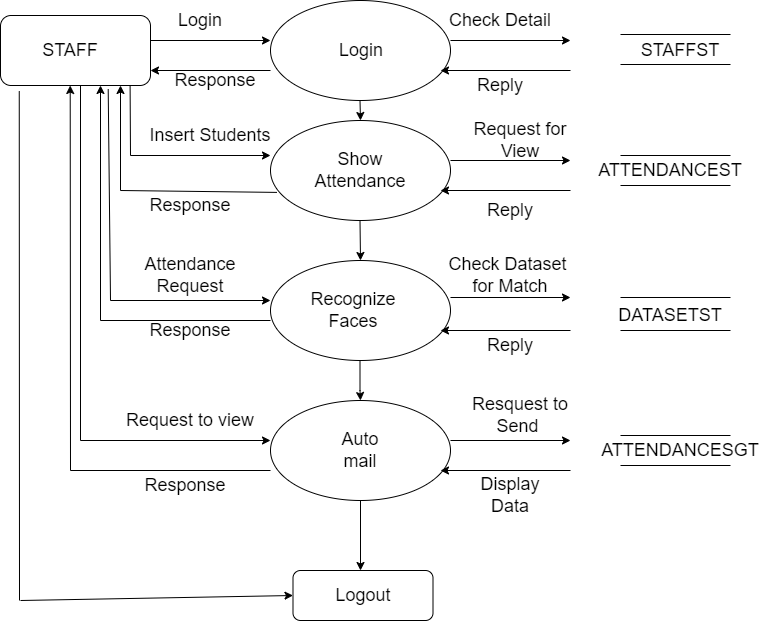 Login
Check Detail
STAFF
Login
STAFFST
Response
Reply
Insert Students
Request for
View
Show
Attendance
ATTENDANCEST
Response
Reply
Attendance
Request
Check Dataset
for Match
Recognize
Faces
DATASETST
Response
Reply
Request to view
Resquest to
Send
Auto
mail
ATTENDANCESGT
Response
Display
Data
Logout